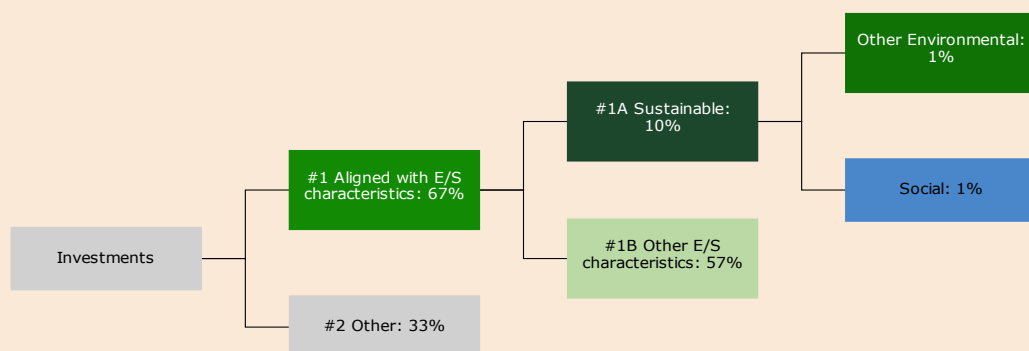 Investments
#1 Aligned with E/S
characteristics: 67%
#2 Other: 33%
#1A Sustainable:
10%
#1B Other E/S
characteristics: 57%
Other Environmental:
1%
Social: 1%